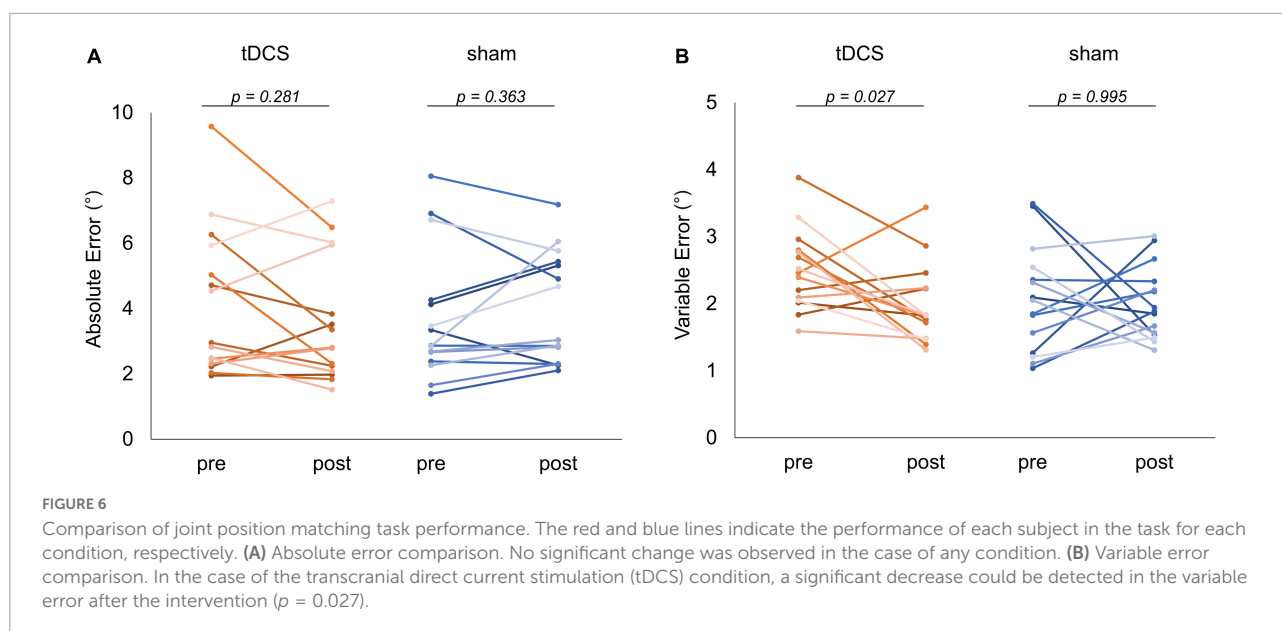 A
tDCS
sham
p = 0.281
p = 0.363
10
8
6
4
2
0
Absolute Error (°)
pre
post
pre
post
B
tDCS
sham
p = 0.027
p = 0.995
5
4
3
2
1
0
Variable Error (°)
pre
post
pre
post
FIGURE 6
Comparison of joint position matching task performance. The red and blue lines indicate the performance of each subject in the task for each
condition, respectively. (A) Absolute error comparison. No significant change was observed in the case of any condition. (B) Variable error
comparison. In the case of the transcranial direct current stimulation (tDCS) condition, a significant decrease could be detected in the variable
error after the intervention (p = 0.027).